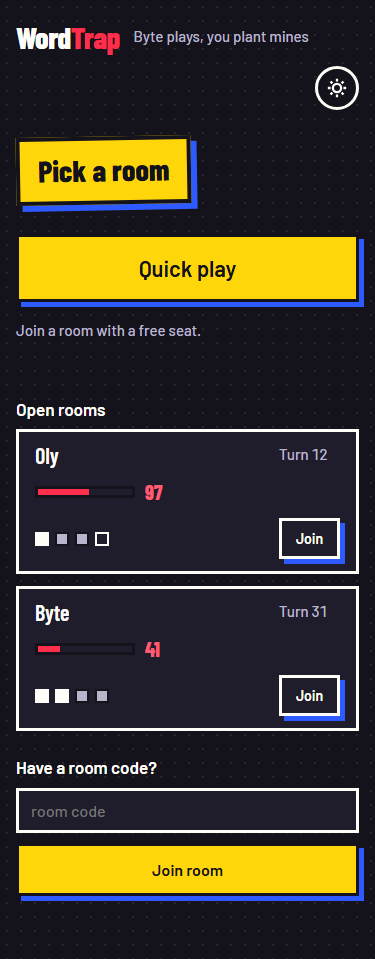 WordTrap Byte plays, you plant mines
Pick a room
Quick play
Join a room with a free seat.
Open rooms
Oly Turn 12
97
Join
Byte Turn 31
41
Join
Have a room code?
room code
Join room